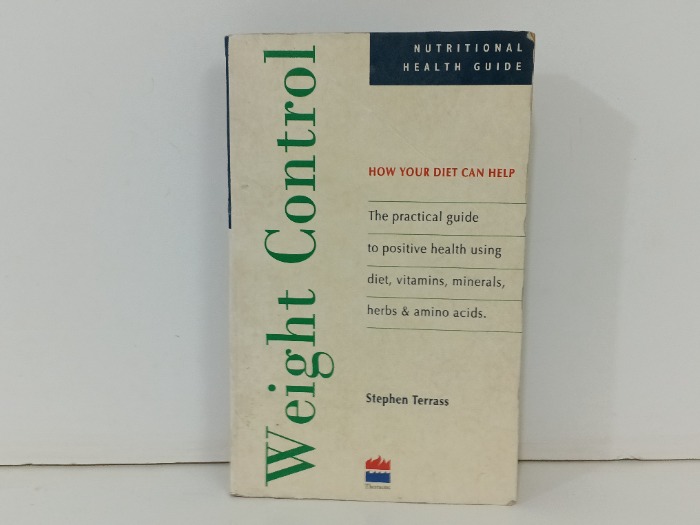 NUTRITIONAL
HEALTH GUIDE
Weight Control
HOW YOUR DIET CAN HELP
The practical guide
to positive health using
diet, vitamins, minerals,
herbs & amino acids.
Stephen Terrass
Thorsons